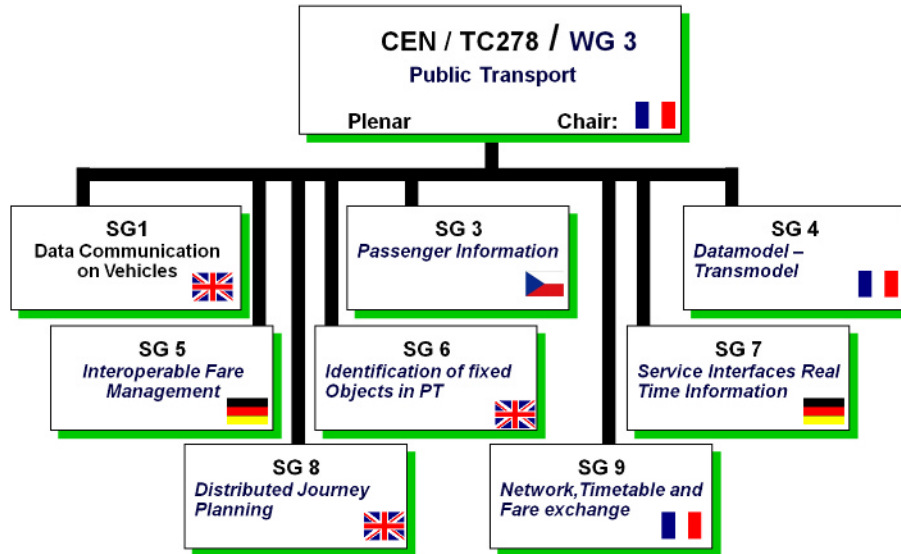 CEN / TC278 / WG 3
Public Transport
Plenar Chair:
SG1
Data Communication
on Vehicles
SG 3
Passenger Information
SG 4
Datamodel –
Transmodel
SG 5
Interoperable Fare
Management
SG 6
Identification of fixed
Objects in PT
SG 7
Service Interfaces Real
Time Information
SG 8
Distributed Journey
Planning
SG 9
Network,Timetable and
Fare exchange